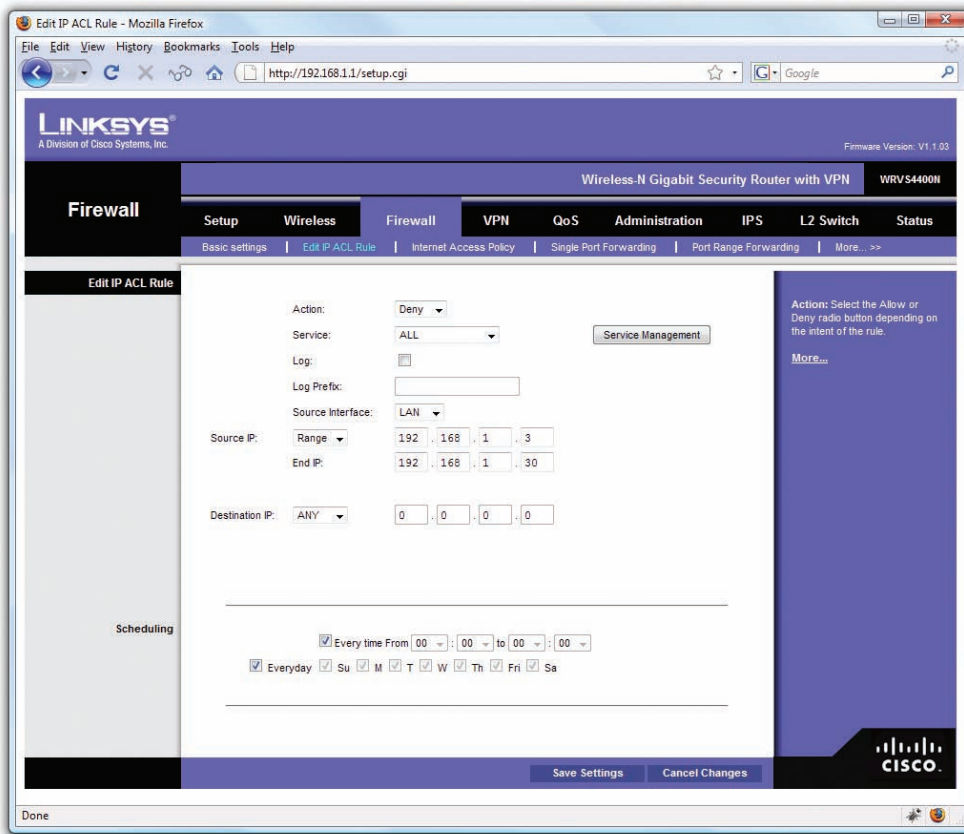 Edit IP ACL Rule - Mozilla Firefox
File Edit View History Bookmarks Tools Help
http://192.168.1.1/setup.cgi
G Google
LINKSYS®
A Division of Cisco Systems, Inc.
Firmware Version: V1.1.03
Wireless-N Gigabit Security Router with VPN WRVS4400N
Firewall
Setup Wireless Firewall VPN QoS Administration IPS L2 Switch Status
Basic settings | Edit IP ACL Rule | Internet Access Policy | Single Port Forwarding | Port Range Forwarding | More... >>
Edit IP ACL Rule
Action: Deny
Service: ALL Service Management
Log:
Log Prefix:
Source Interface: LAN
Source IP: Range 192 . 168 . 1 . 3
End IP: 192 . 168 . 1 . 30
Destination IP: ANY 0 . 0 . 0 . 0
Action: Select the Allow or
Deny radio button depending on
the intent of the rule.
More...
Scheduling
Every time From 00 : 00 to 00 : 00
Everyday Su M T W Th Fri Sa
Save Settings Cancel Changes
CISCO.
Done